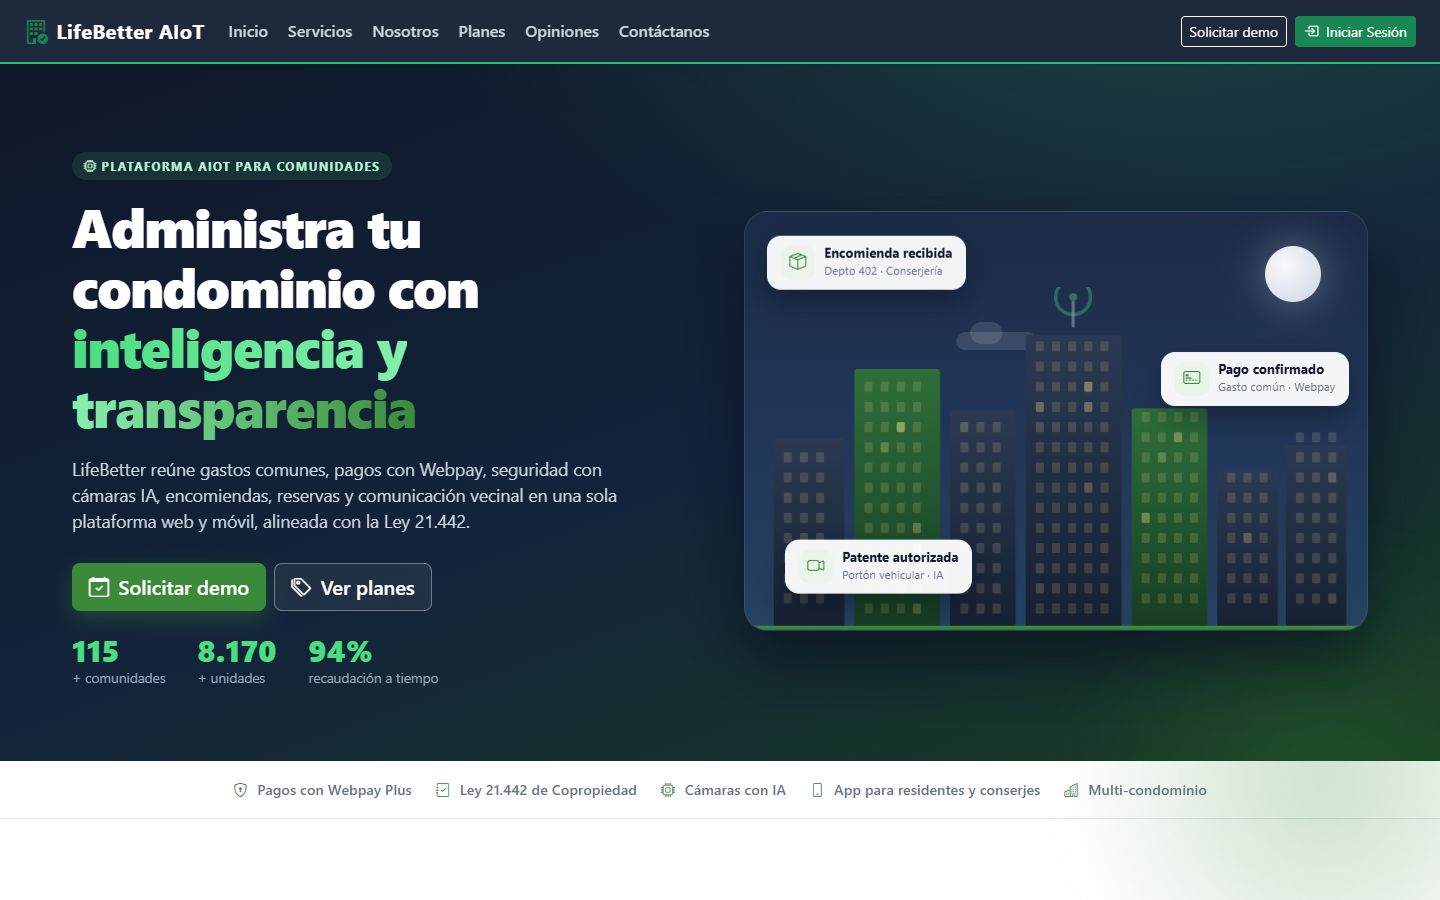 LifeBetter AIoT
Inicio
Servicios
Nosotros
Planes
Opiniones
Contáctanos
Solicitar demo
Iniciar Sesión
PLATAFORMA AIOT PARA COMUNIDADES
Administra tu
condominio con
inteligencia y
transparencia
LifeBetter reúne gastos comunes, pagos con Webpay, seguridad con
cámaras IA, encomiendas, reservas y comunicación vecinal en una sola
plataforma web y móvil, alineada con la Ley 21.442.
Solicitar demo
Ver planes
115
+ comunidades
8.170
+ unidades
94%
recaudación a tiempo
Encomienda recibida
Depto 402 · Conserjería
Pago confirmado
Gasto común · Webpay
Patente autorizada
Portón vehicular · IA
Pagos con Webpay Plus
Ley 21.442 de Copropiedad
Cámaras con IA
App para residentes y conserjes
Multi-condominio